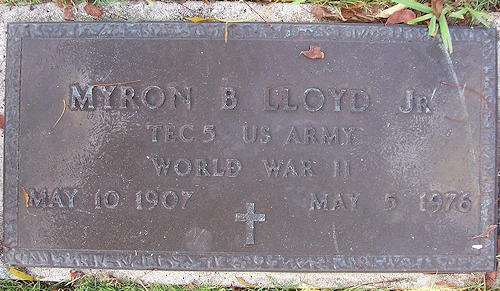 MYRON B LLOYD JR
TEC 5 US ARMY
WORLD WAR II
MAY 10 1907 MAY 5 1976